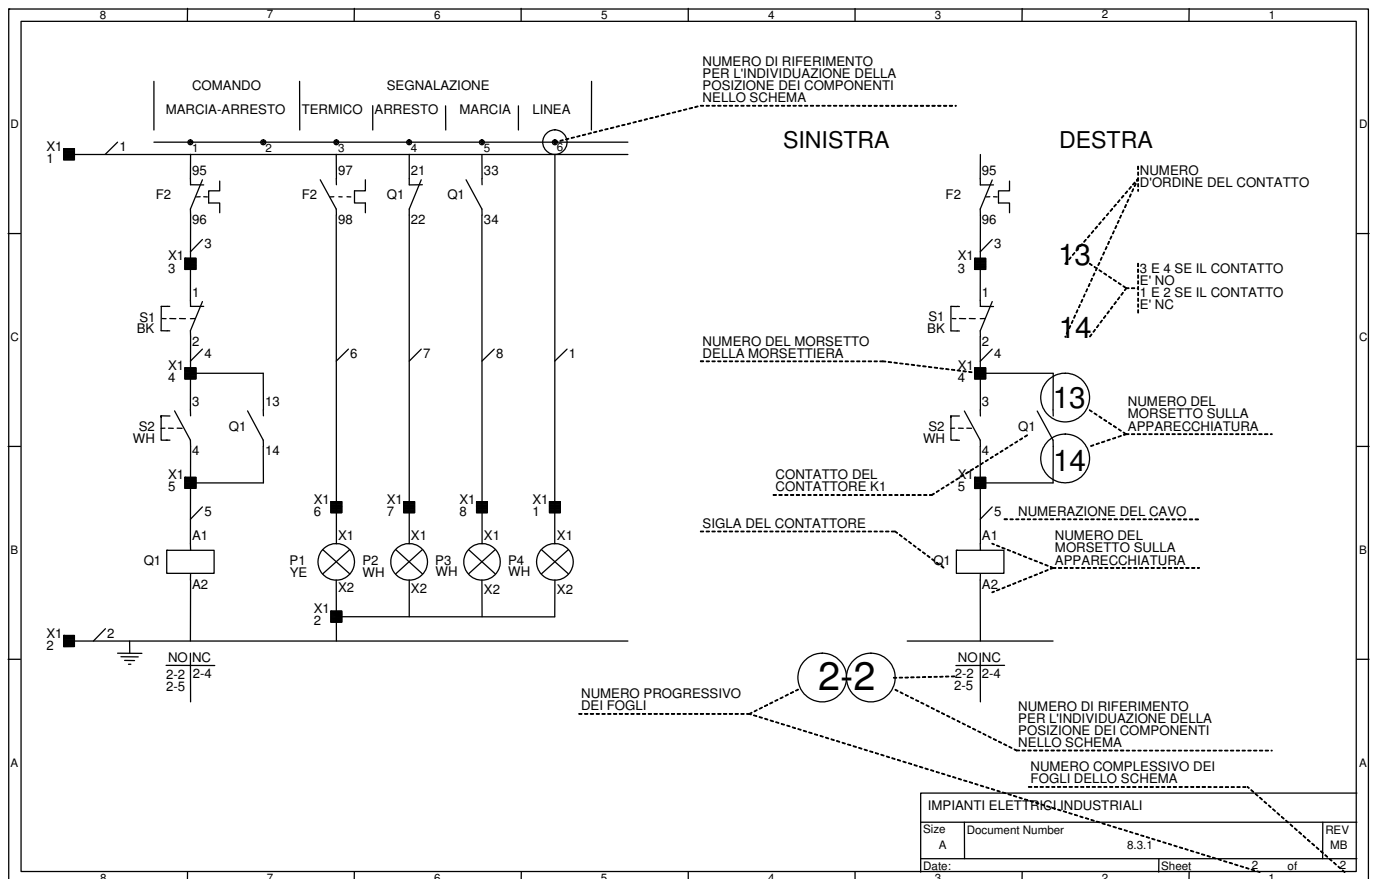 8 7 6 5 4 3 2 1
NUMERO DI RIFERIMENTO
PER L'INDIVIDUAZIONE DELLA
POSIZIONE DEI COMPONENTI
NELLO SCHEMA
COMANDO
SEGNALAZIONE
MARCIA-ARRESTO
TERMICO
ARRESTO
MARCIA
LINEA
D
D
SINISTRA
DESTRA
X1
1
1
1 2 3 4 5 6
95
97
21
33
95
NUMERO
D'ORDINE DEL CONTATTO
F2
F2
Q1
Q1
F2
96
98
22
34
96
3
X1
3
3
X1
3
13
3 E 4 SE IL CONTATTO
E' NO
1 E 2 SE IL CONTATTO
E' NC
1
1
S1
BK
S1
BK
14
C
C
2
2
NUMERO DEL MORSETTO
DELLA MORSETTIERA
4
6
7
8
1
4
X1
4
X1
4
3
13
3
13
NUMERO DEL
MORSETTO SULLA
APPARECCHIATURA
S2
WH
Q1
S2
WH
Q1
4
14
4
14
X1
5
X1
5
CONTATTO DEL
CONTATTORE K1
X1
6
X1
7
X1
8
X1
1
5
5
NUMERAZIONE DEL CAVO
SIGLA DEL CONTATTORE
A1
X1
X1
X1
X1
A1
NUMERO DEL
MORSETTO SULLA
APPARECCHIATURA
B
B
Q1
P1
YE
P2
WH
P3
WH
P4
WH
Q1
A2
X2
X2
X2
X2
A2
X1
2
X1
2
2
NO NC
2-2 2-4
2-5
NO NC
2-2 2-4
2-5
2-2
NUMERO PROGRESSIVO
DEI FOGLI
NUMERO DI RIFERIMENTO
PER L'INDIVIDUAZIONE DELLA
POSIZIONE DEI COMPONENTI
NELLO SCHEMA
A
A
NUMERO COMPLESSIVO DEI
FOGLI DELLO SCHEMA
IMPIANTI ELETTRICI INDUSTRIALI
Size
Document Number
REV
A
8.3.1
MB
Date:
Sheet 2 of 2
8 7 6 5 4 3 2 1